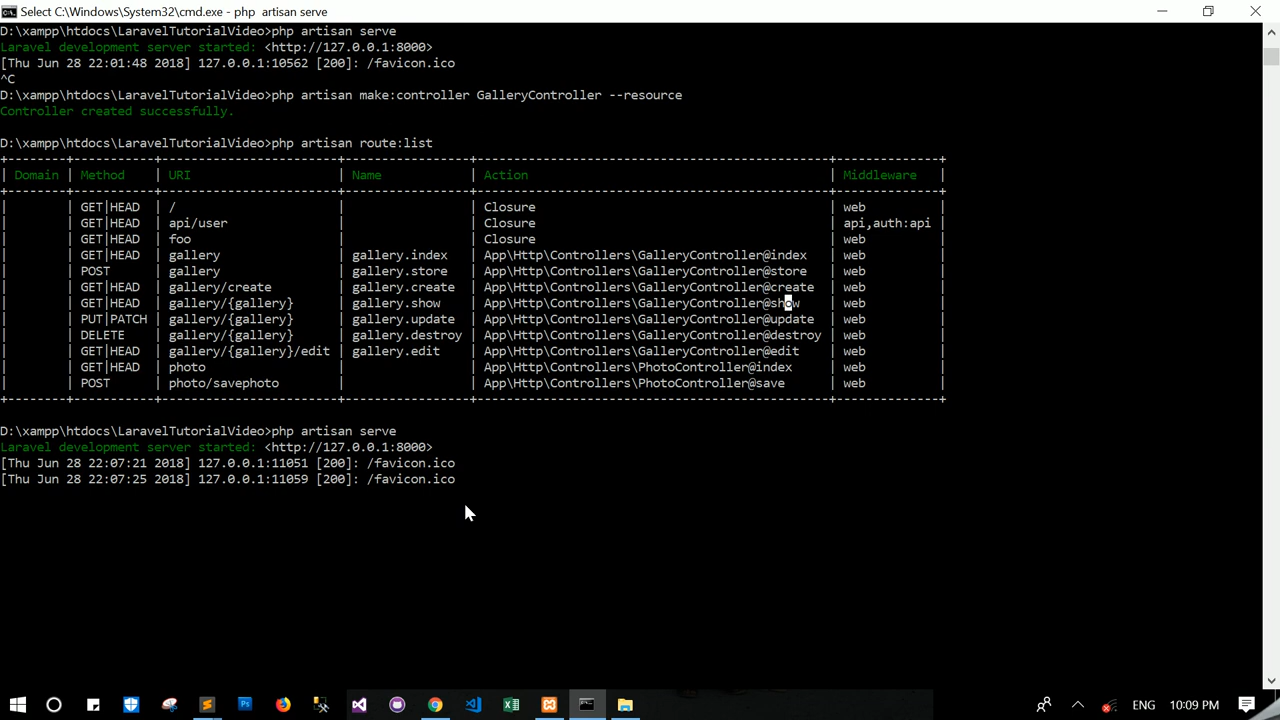 Select C:\Windows\System32\cmd.exe - php  artisan serve
D:\xampp\htdocs\LaravelTutorialVideo>php artisan serve
Laravel development server started: <http://127.0.0.1:8000>
[Thu Jun 28 22:01:48 2018] 127.0.0.1:10562 [200]: /favicon.ico
^C
D:\xampp\htdocs\LaravelTutorialVideo>php artisan make:controller GalleryController --resource
Controller created successfully.
D:\xampp\htdocs\LaravelTutorialVideo>php artisan route:list
+--------+-----------+------------------------+-----------------+------------------------------------------------+--------------+
| Domain | Method    | URI                    | Name            | Action                                         | Middleware   |
+--------+-----------+------------------------+-----------------+------------------------------------------------+--------------+
|        | GET|HEAD  | /                      |                 | Closure                                        | web          |
|        | GET|HEAD  | api/user               |                 | Closure                                        | api,auth:api |
|        | GET|HEAD  | foo                    |                 | Closure                                        | web          |
|        | GET|HEAD  | gallery                | gallery.index   | App\Http\Controllers\GalleryController@index   | web          |
|        | POST      | gallery                | gallery.store   | App\Http\Controllers\GalleryController@store   | web          |
|        | GET|HEAD  | gallery/create         | gallery.create  | App\Http\Controllers\GalleryController@create  | web          |
|        | GET|HEAD  | gallery/{gallery}      | gallery.show    | App\Http\Controllers\GalleryController@show    | web          |
|        | PUT|PATCH | gallery/{gallery}      | gallery.update  | App\Http\Controllers\GalleryController@update  | web          |
|        | DELETE    | gallery/{gallery}      | gallery.destroy | App\Http\Controllers\GalleryController@destroy | web          |
|        | GET|HEAD  | gallery/{gallery}/edit | gallery.edit    | App\Http\Controllers\GalleryController@edit    | web          |
|        | GET|HEAD  | photo                  |                 | App\Http\Controllers\PhotoController@index     | web          |
|        | POST      | photo/savephoto        |                 | App\Http\Controllers\PhotoController@save      | web          |
+--------+-----------+------------------------+-----------------+------------------------------------------------+--------------+
D:\xampp\htdocs\LaravelTutorialVideo>php artisan serve
Laravel development server started: <http://127.0.0.1:8000>
[Thu Jun 28 22:07:21 2018] 127.0.0.1:11051 [200]: /favicon.ico
[Thu Jun 28 22:07:25 2018] 127.0.0.1:11059 [200]: /favicon.ico
ENG 10:09 PM